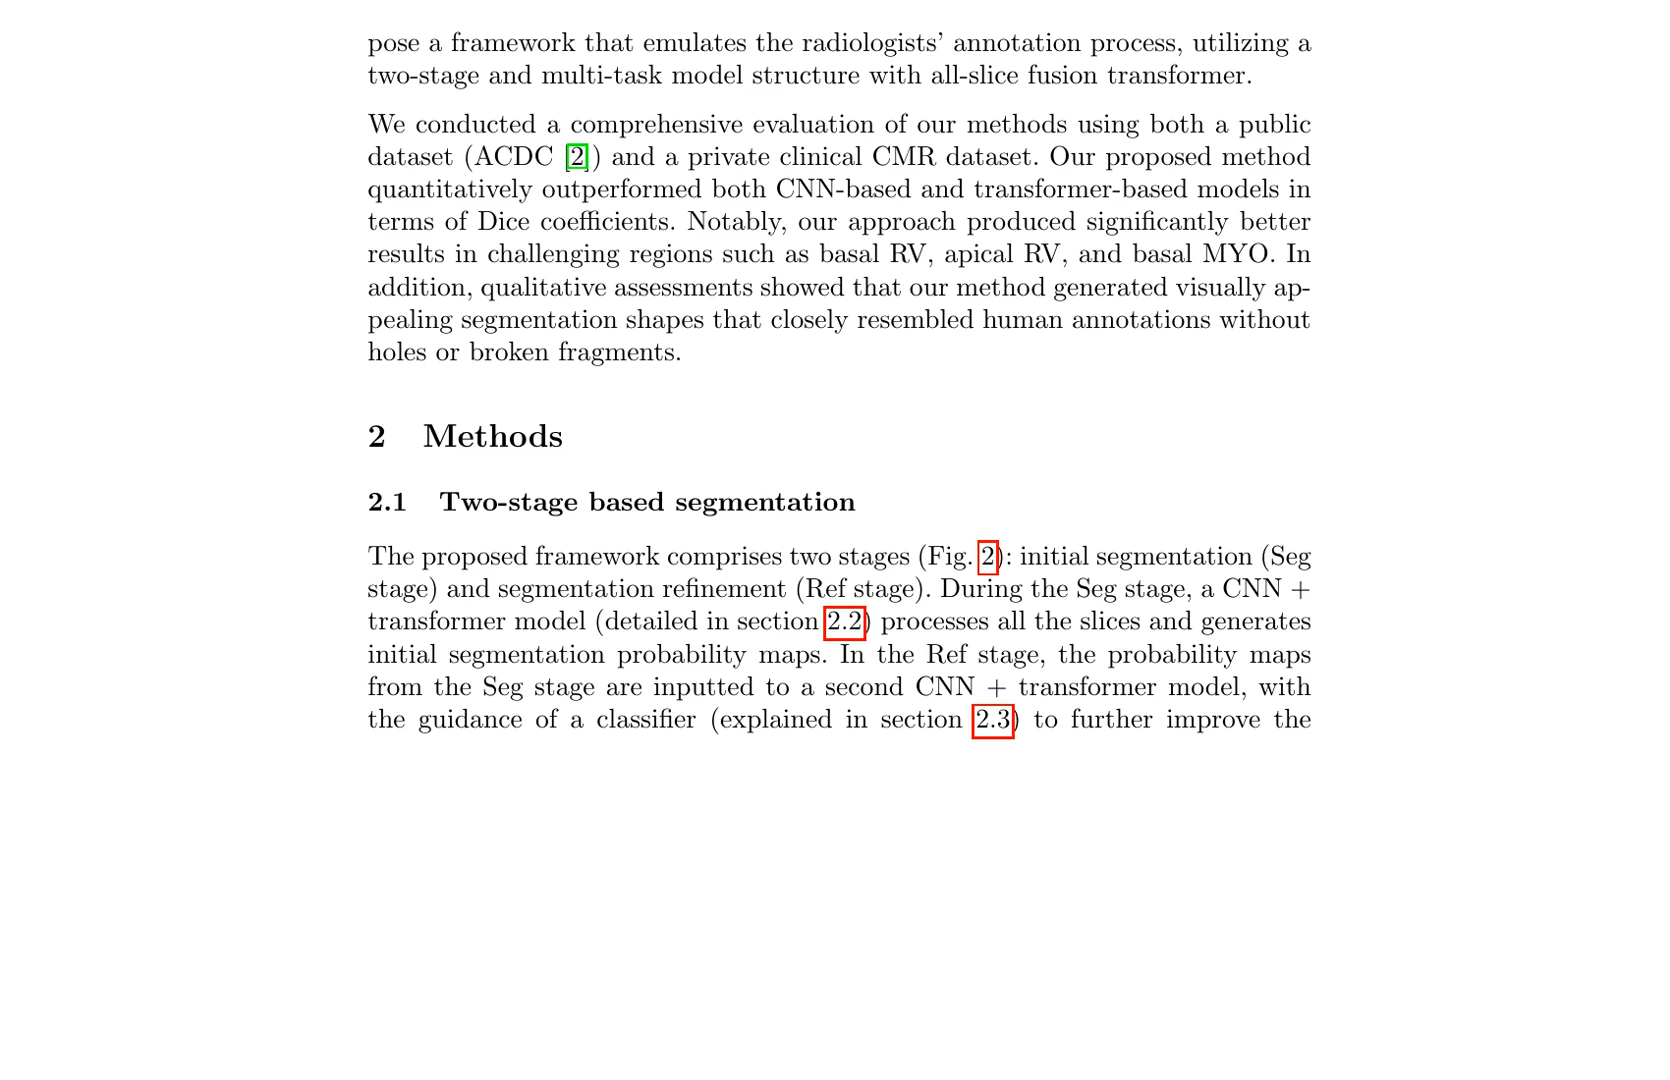 pose a framework that emulates the radiologists’ annotation process, utilizing a
two-stage and multi-task model structure with all-slice fusion transformer.
We conducted a comprehensive evaluation of our methods using both a public
dataset (ACDC [2]) and a private clinical CMR dataset. Our proposed method
quantitatively outperformed both CNN-based and transformer-based models in
terms of Dice coefficients. Notably, our approach produced significantly better
results in challenging regions such as basal RV, apical RV, and basal MYO. In
addition, qualitative assessments showed that our method generated visually ap-
pealing segmentation shapes that closely resembled human annotations without
holes or broken fragments.
2 Methods
2.1 Two-stage based segmentation
The proposed framework comprises two stages (Fig. 2): initial segmentation (Seg
stage) and segmentation refinement (Ref stage). During the Seg stage, a CNN +
transformer model (detailed in section 2.2) processes all the slices and generates
initial segmentation probability maps. In the Ref stage, the probability maps
from the Seg stage are inputted to a second CNN + transformer model, with
the guidance of a classifier (explained in section 2.3) to further improve the